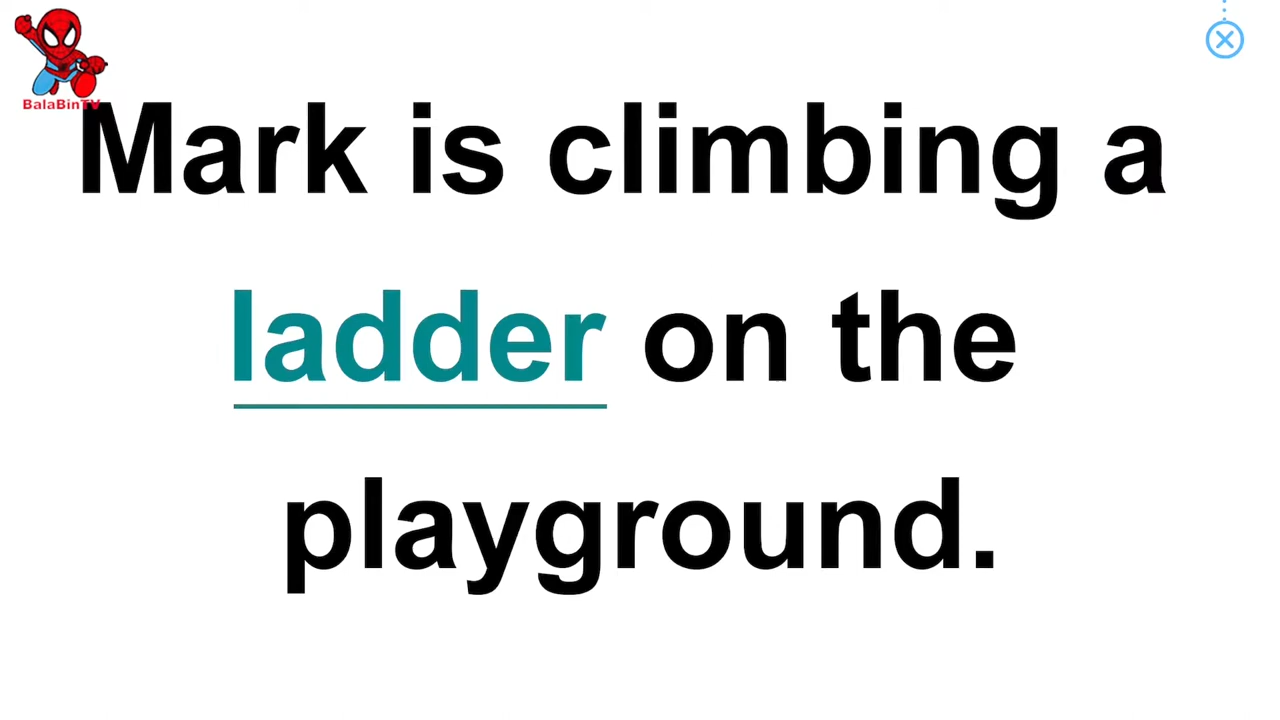 BalaBinTV
Mark is climbing a
ladder on the
playground.